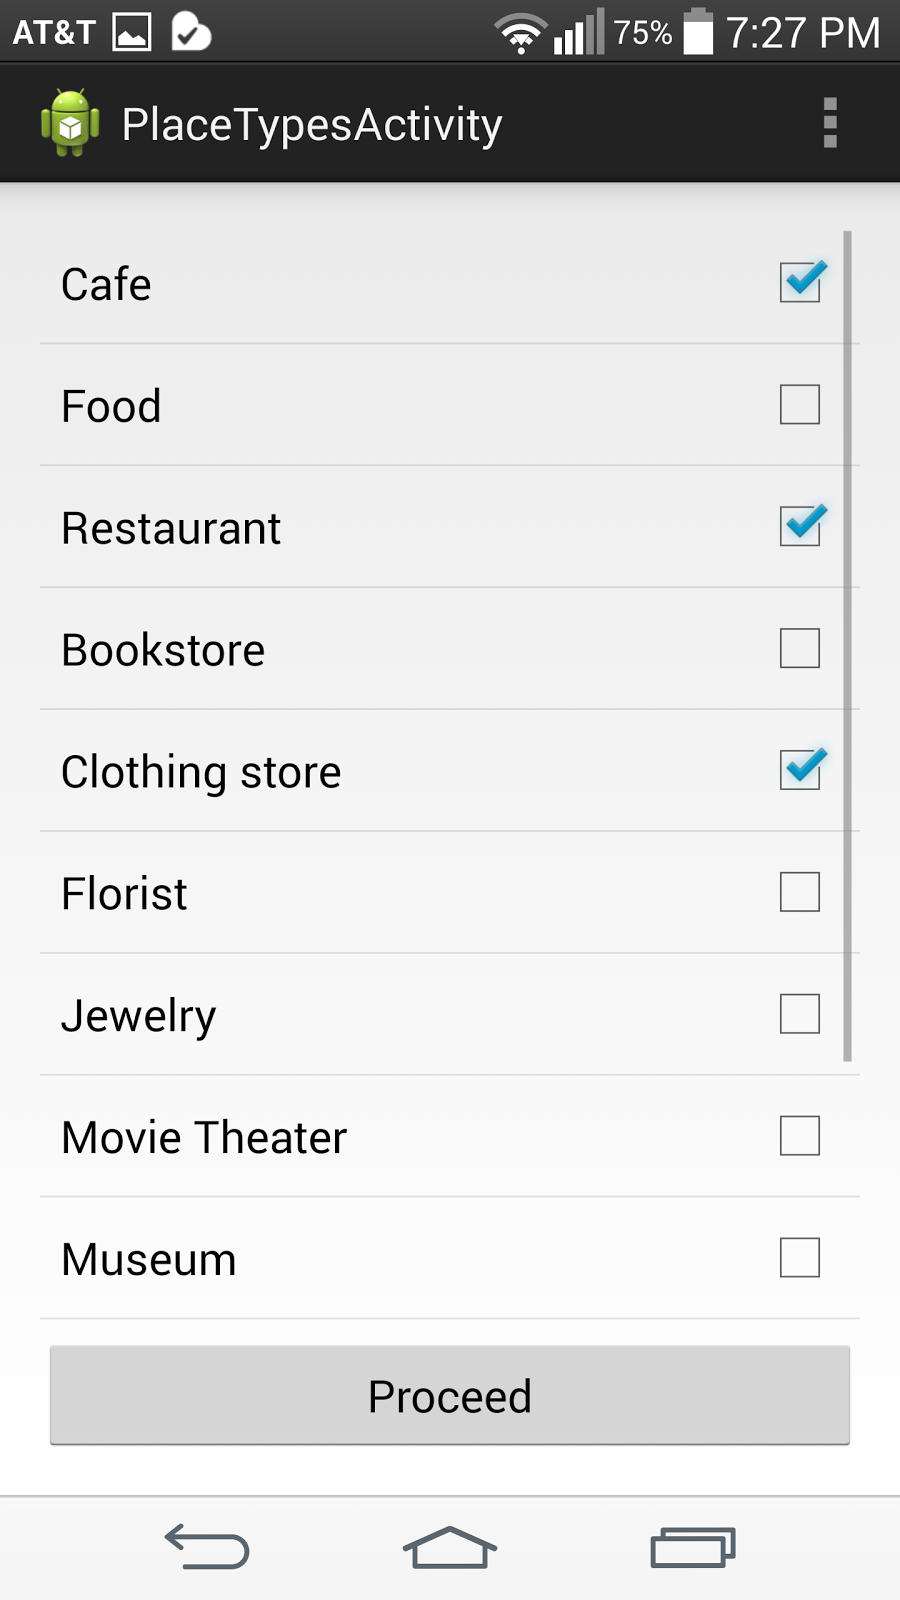 AT&T 75% 7:27 PM
PlaceTypesActivity
Cafe
Food
Restaurant
Bookstore
Clothing store
Florist
Jewelry
Movie Theater
Museum
Proceed